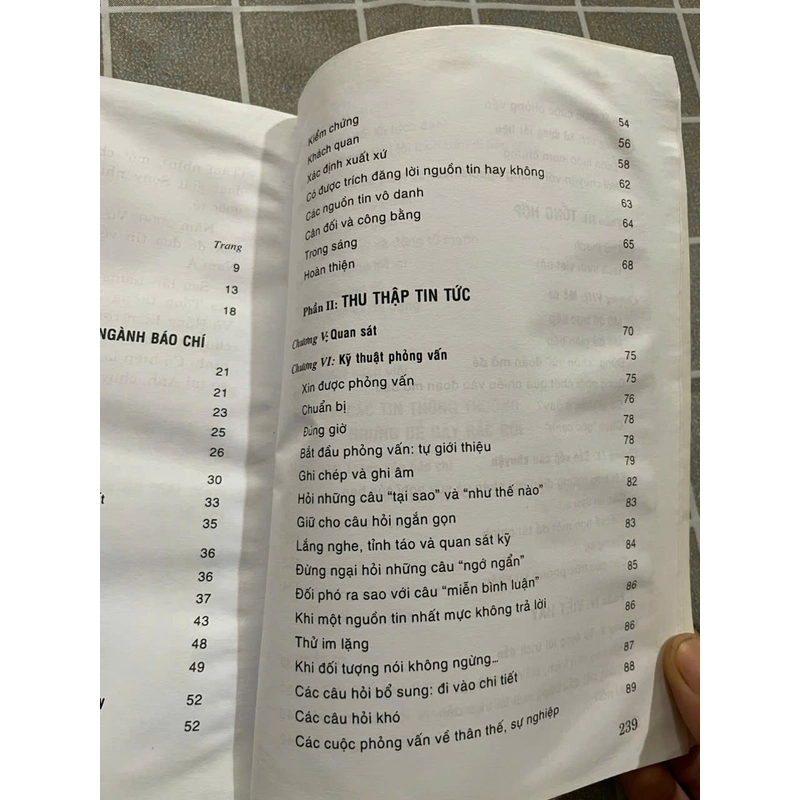 Trang
9
13
18
NGÀNH BÁO CHÍ
21
21
23
25
26
30
33
35
36
36
37
43
48
49
y 52
52
Kiểm chứng 54
Khách quan 56
Xác định xuất xứ 58
Có được trích đăng lời nguồn tin hay không 62
Các nguồn tin vô danh 63
Cân đối và công bằng 64
Trong sáng 65
Hoàn thiện 68
Phần II: THU THẬP TIN TỨC
Chương V: Quan sát 70
Chương VI: Kỹ thuật phỏng vấn 75
Xin được phỏng vấn 75
Chuẩn bị 76
Đúng giờ 78
Bắt đầu phỏng vấn: tự giới thiệu 78
Ghi chép và ghi âm 79
Hỏi những câu “tại sao” và “như thế nào” 82
Giữ cho câu hỏi ngắn gọn 83
Lắng nghe, tỉnh táo và quan sát kỹ 83
Đừng ngại hỏi những câu “ngớ ngẩn” 84
Đối phó ra sao với câu “miễn bình luận” 85
Khi một nguồn tin nhất mực không trả lời 86
Thử im lặng 86
Khi đối tượng nói không ngừng... 86
Các câu hỏi bổ sung: đi vào chi tiết 87
Các câu hỏi khó 88
Các cuộc phỏng vấn về thân thế, sự nghiệp 89
239